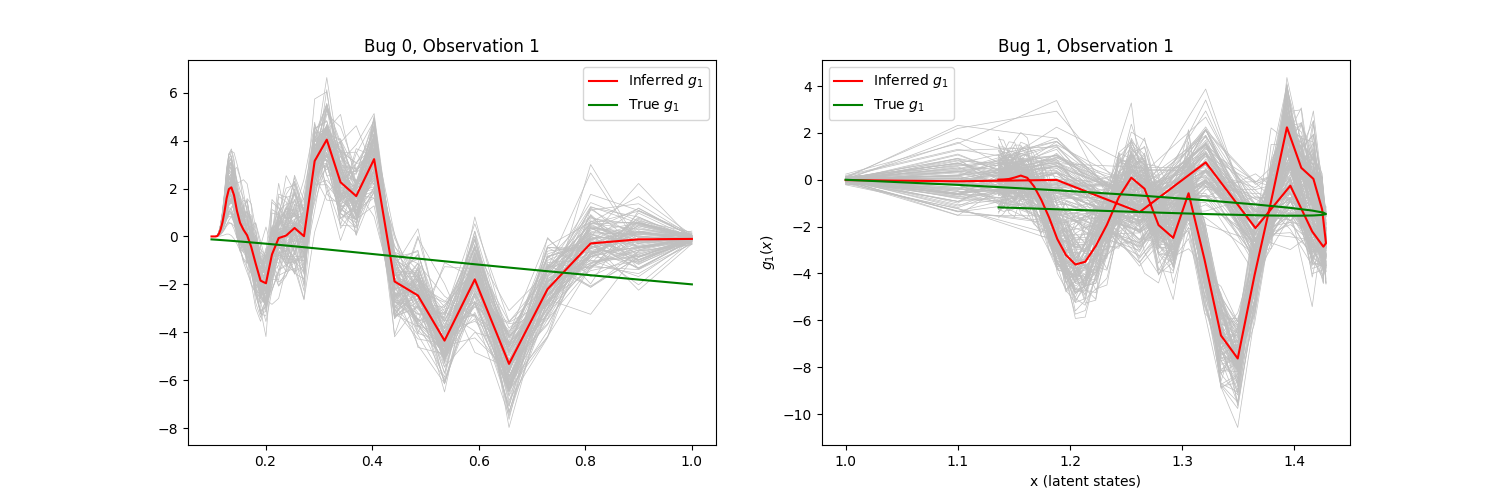 Bug 0, Observation 1
Inferred g₁
True g₁
6
4
2
0
−2
−4
−6
−8
0.2 0.4 0.6 0.8 1.0
Bug 1, Observation 1
Inferred g₁
True g₁
4
2
0
−2
−4
−6
−8
−10
g₁(x)
1.0 1.1 1.2 1.3 1.4
x (latent states)